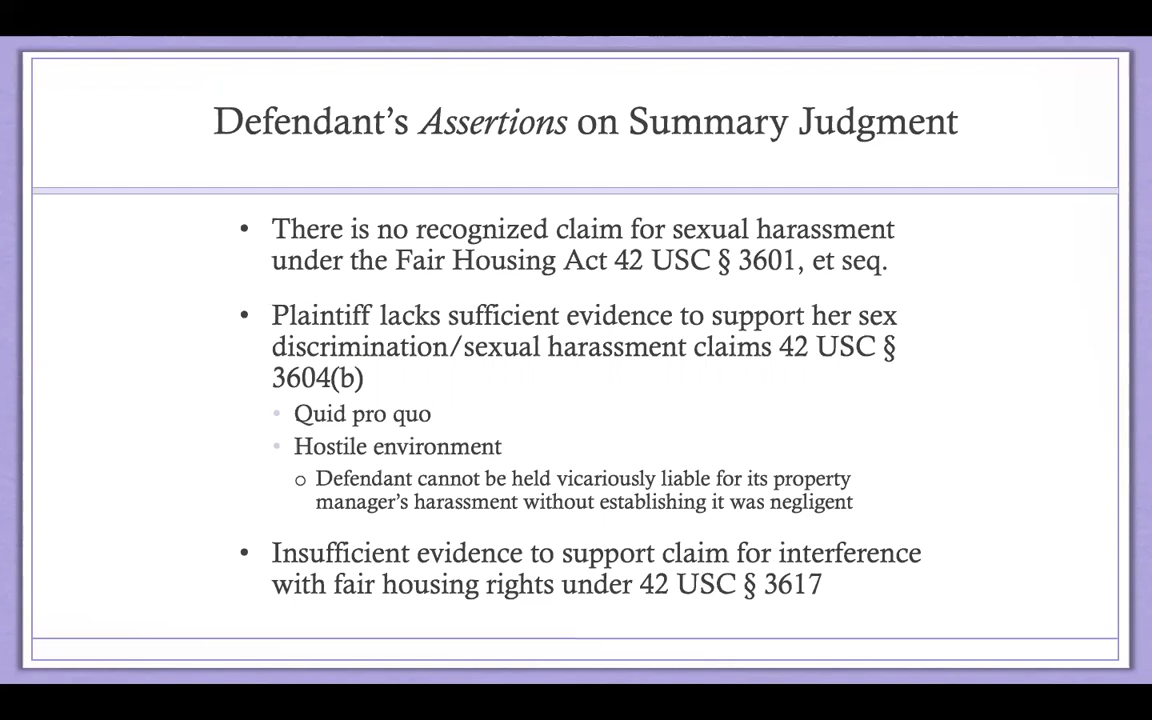 Defendant's Assertions on Summary Judgment
• There is no recognized claim for sexual harassment
under the Fair Housing Act 42 USC § 3601, et seq.
• Plaintiff lacks sufficient evidence to support her sex
discrimination/sexual harassment claims 42 USC §
3604(b)
• Quid pro quo
• Hostile environment
o Defendant cannot be held vicariously liable for its property
manager's harassment without establishing it was negligent
• Insufficient evidence to support claim for interference
with fair housing rights under 42 USC § 3617